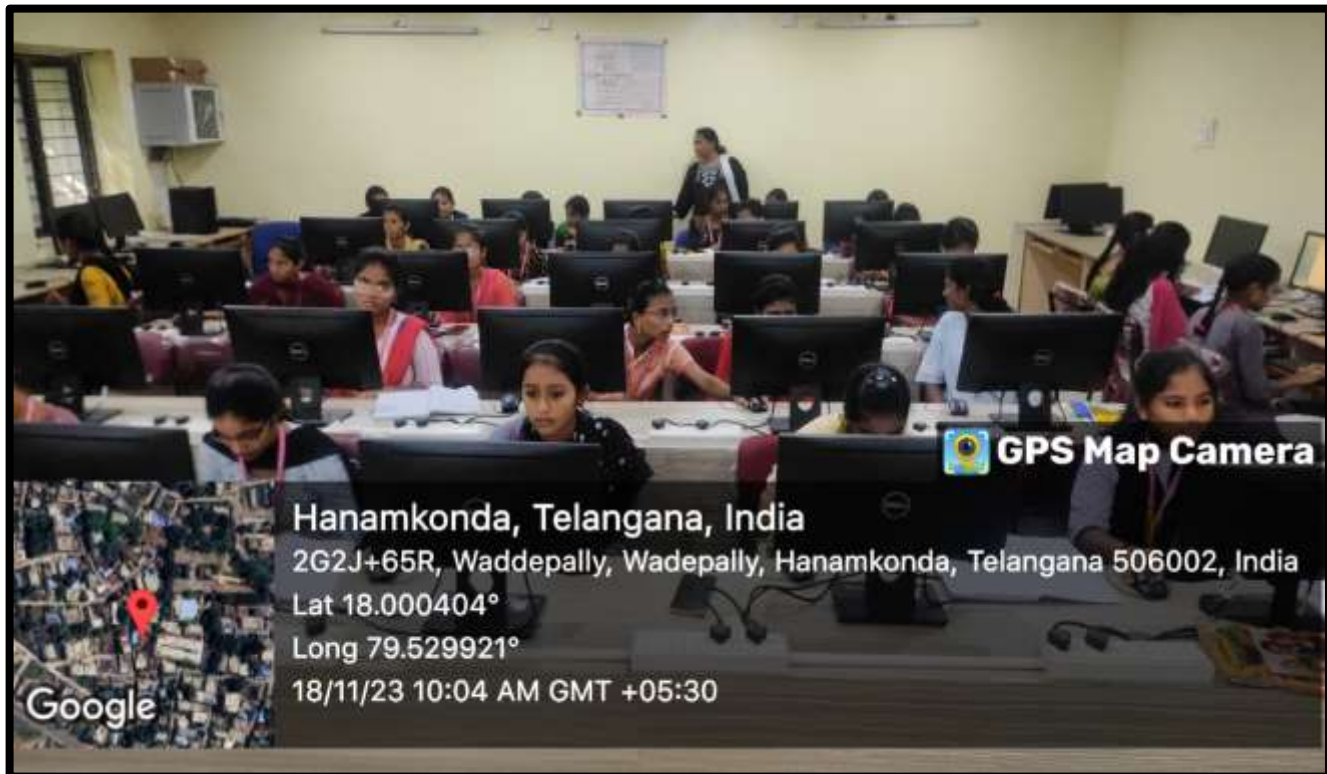 GPS Map Camera
Hanamkonda, Telangana, India
2G2J+65R, Waddepally, Wadepally, Hanamkonda, Telangana 506002, India
Lat 18.000404°
Long 79.529921°
18/11/23 10:04 AM GMT +05:30
Google